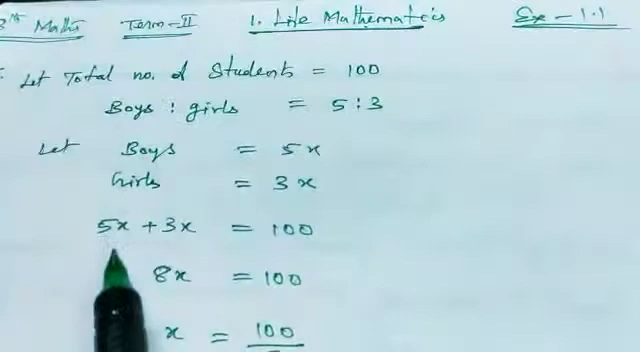 8th Maths Term-II 1. Life Mathematics Ex - 1.1
Let Total no. of Students = 100
Boys : girls = 5:3
Let Boys = 5x
Girls = 3x
5x + 3x = 100
8x = 100
x = 100